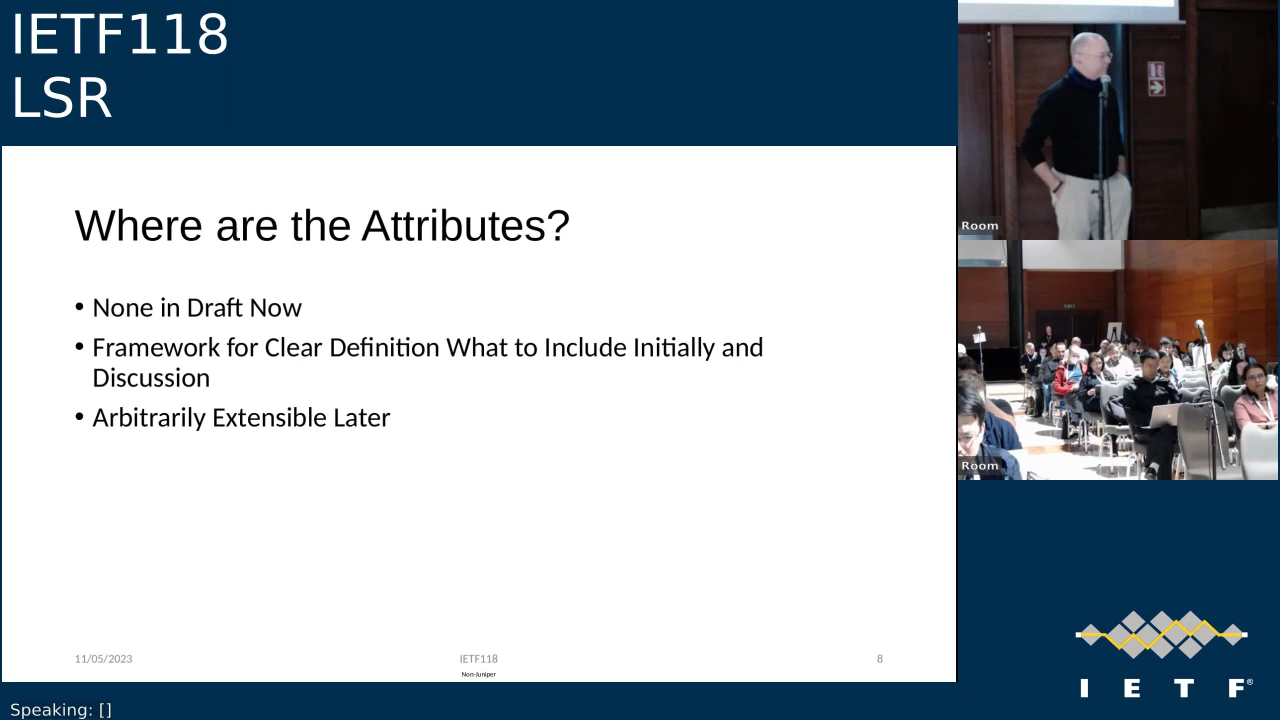 IETF118
LSR
Where are the Attributes?
• None in Draft Now
• Framework for Clear Definition What to Include Initially and
Discussion
• Arbitrarily Extensible Later
11/05/2023
IETF118
8
Non-Juniper
Speaking: []
Room
Room
I E T F®